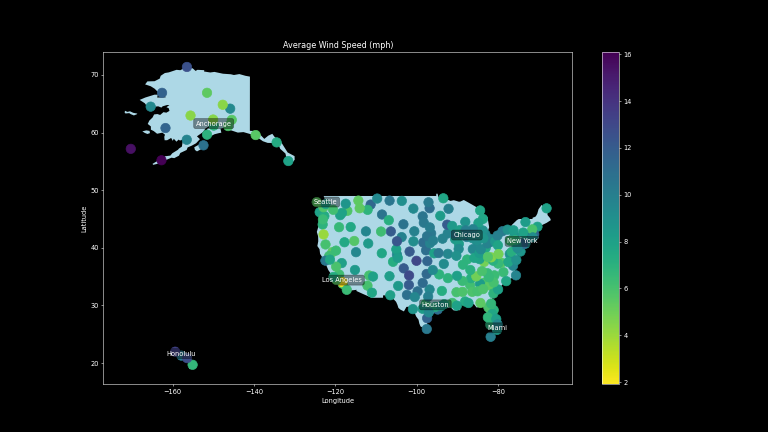 Average Wind Speed (mph)
70
60
50
40
30
20
Latitude
Anchorage
Seattle
Chicago
New York
Los Angeles
Houston
Miami
Honolulu
−160
−140
−120
−100
−80
Longitude
16
14
12
10
8
6
4
2